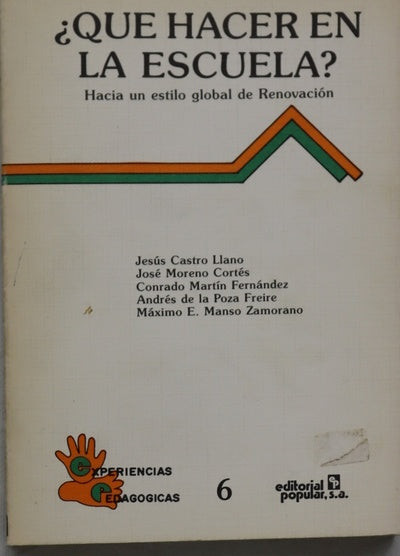 ¿QUE HACER EN
LA ESCUELA?
Hacia un estilo global de Renovación
Jesús Castro Llano
José Moreno Cortés
Conrado Martín Fernández
Andrés de la Poza Freire
Máximo E. Manso Zamorano
eXPERIENCIAS
PEDAGOGICAS
6
editorial
popular, s.a.